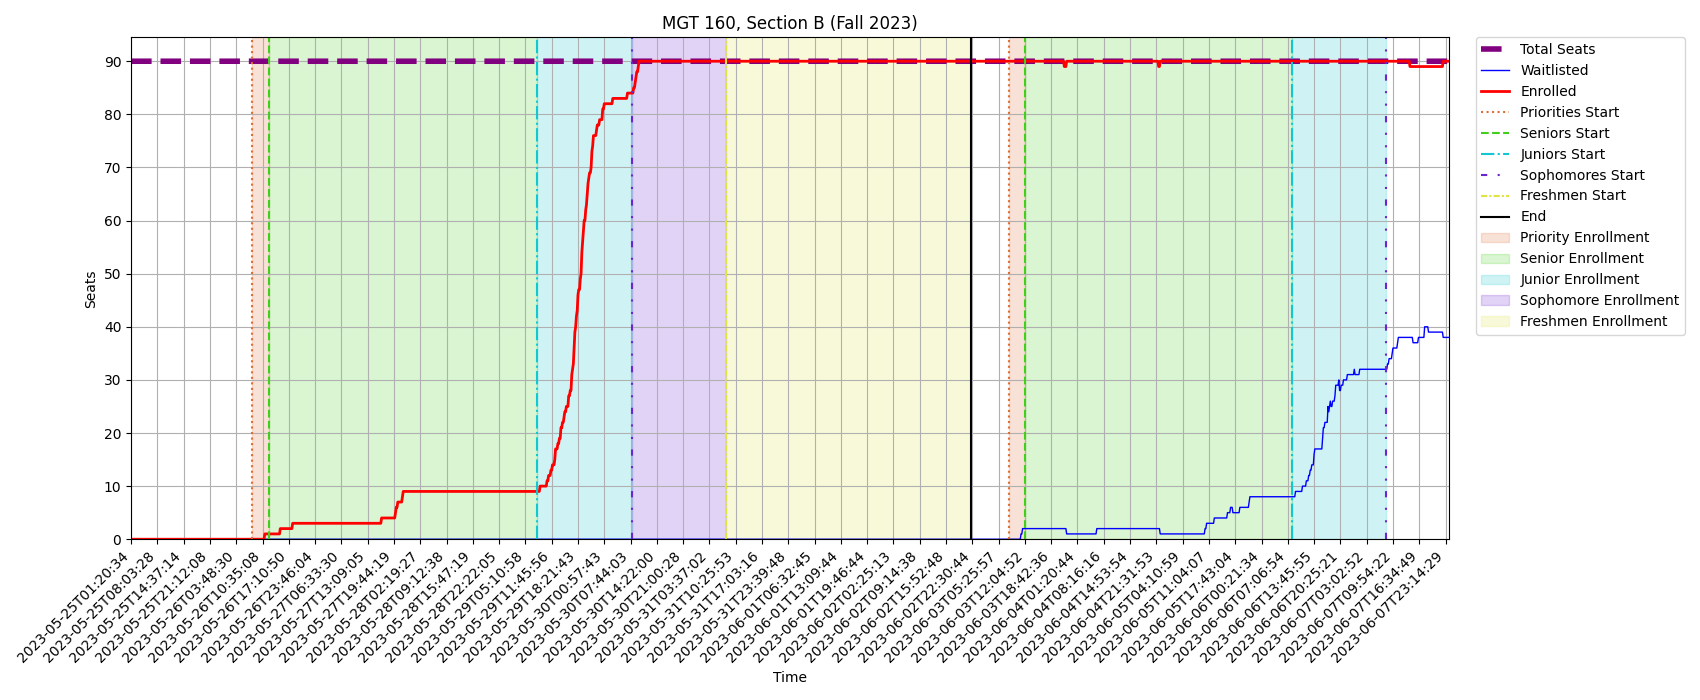 MGT 160, Section B (Fall 2023)
Seats
90
80
70
60
50
40
30
20
10
0
2023-05-25T01:20:34
2023-05-25T08:03:28
2023-05-25T14:37:14
2023-05-25T21:12:08
2023-05-26T03:48:30
2023-05-26T10:35:08
2023-05-26T17:10:50
2023-05-26T23:46:04
2023-05-27T06:33:30
2023-05-27T13:09:05
2023-05-27T19:44:19
2023-05-28T02:19:27
2023-05-28T09:12:38
2023-05-28T15:47:19
2023-05-28T22:22:05
2023-05-29T05:10:58
2023-05-29T11:45:56
2023-05-29T18:21:43
2023-05-30T00:57:43
2023-05-30T07:44:03
2023-05-30T14:22:00
2023-05-30T21:00:28
2023-05-31T03:37:02
2023-05-31T10:25:53
2023-05-31T17:03:16
2023-05-31T23:39:48
2023-06-01T06:32:45
2023-06-01T13:09:44
2023-06-01T19:46:44
2023-06-02T02:25:13
2023-06-02T09:14:38
2023-06-02T15:52:48
2023-06-02T22:30:44
2023-06-03T05:25:57
2023-06-03T12:04:52
2023-06-03T18:42:36
2023-06-04T01:20:44
2023-06-04T08:16:16
2023-06-04T14:53:54
2023-06-04T21:31:53
2023-06-05T04:10:59
2023-06-05T11:04:07
2023-06-05T17:43:04
2023-06-06T00:21:34
2023-06-06T07:06:54
2023-06-06T13:45:55
2023-06-06T20:25:21
2023-06-07T03:02:52
2023-06-07T09:54:22
2023-06-07T16:34:49
2023-06-07T23:14:29
Time
Total Seats
Waitlisted
Enrolled
Priorities Start
Seniors Start
Juniors Start
Sophomores Start
Freshmen Start
End
Priority Enrollment
Senior Enrollment
Junior Enrollment
Sophomore Enrollment
Freshmen Enrollment